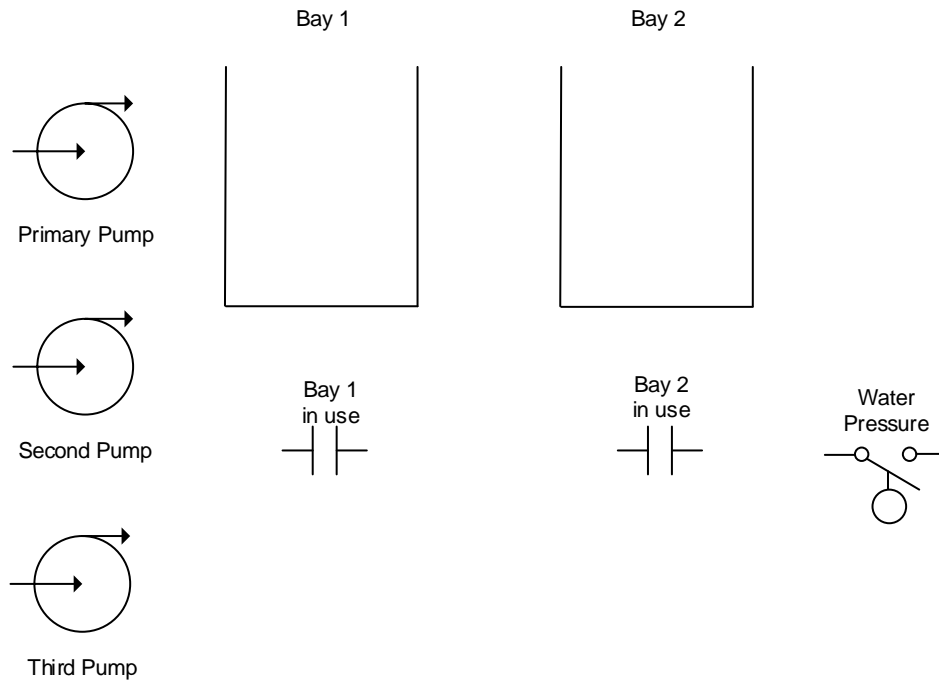 Bay 1
Bay 2
Primary Pump
Second Pump
Bay 1
in use
Bay 2
in use
Water
Pressure
Third Pump